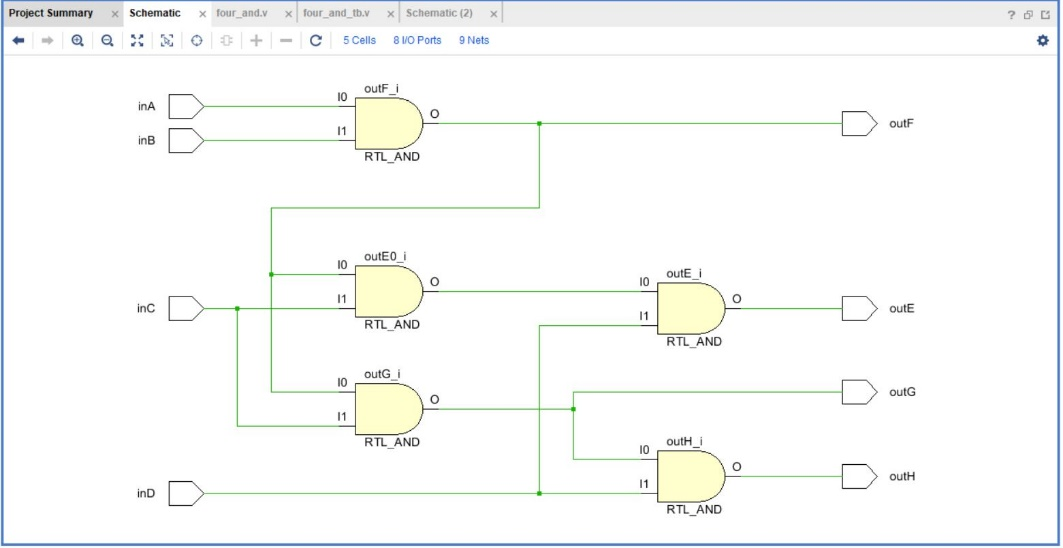 Project Summary × Schematic × four_and.v × four_and_tb.v × Schematic (2) × ?
5 Cells 8 I/O Ports 9 Nets
outF_i
inA
I0
O
outF
inB
I1
RTL_AND
outE0_i
I0
O
inC
I1
RTL_AND
outE_i
I0
O
outE
I1
RTL_AND
outG_i
I0
O
outG
I1
RTL_AND
outH_i
I0
O
outH
inD
I1
RTL_AND